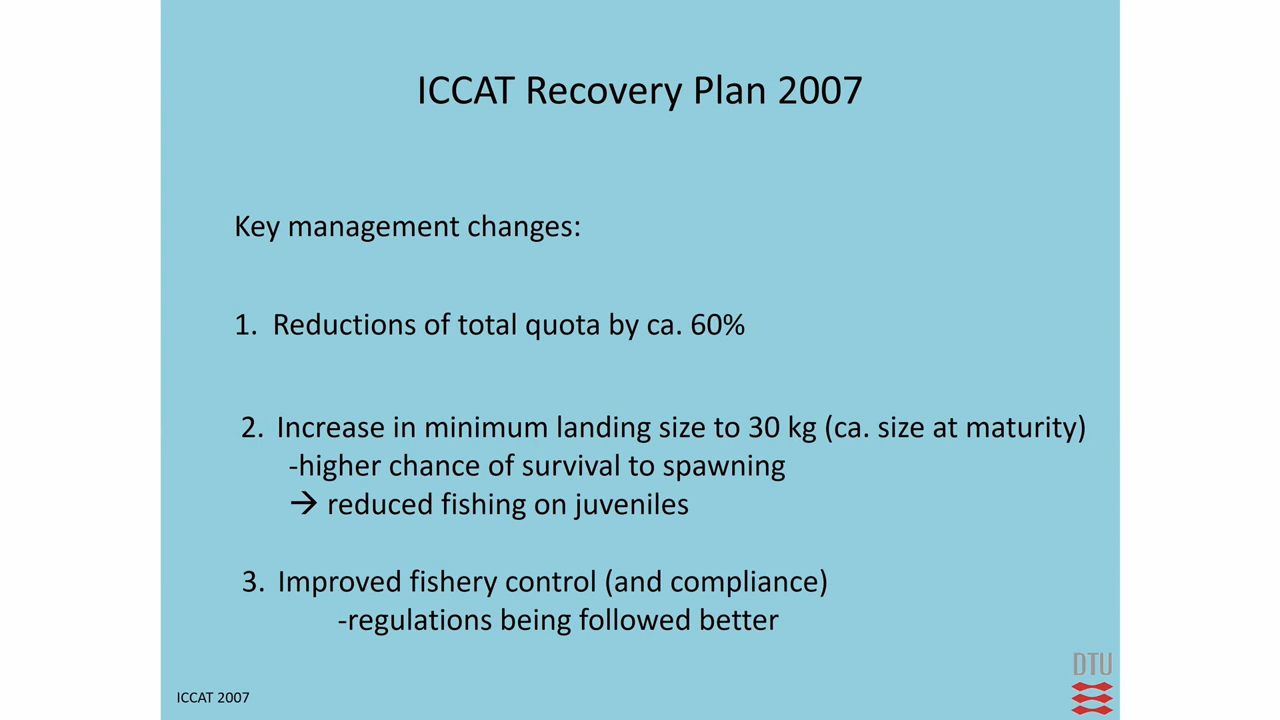 ICCAT Recovery Plan 2007
Key management changes:
1. Reductions of total quota by ca. 60%
2. Increase in minimum landing size to 30 kg (ca. size at maturity)
-higher chance of survival to spawning
→ reduced fishing on juveniles
3. Improved fishery control (and compliance)
-regulations being followed better
DTU
ICCAT 2007